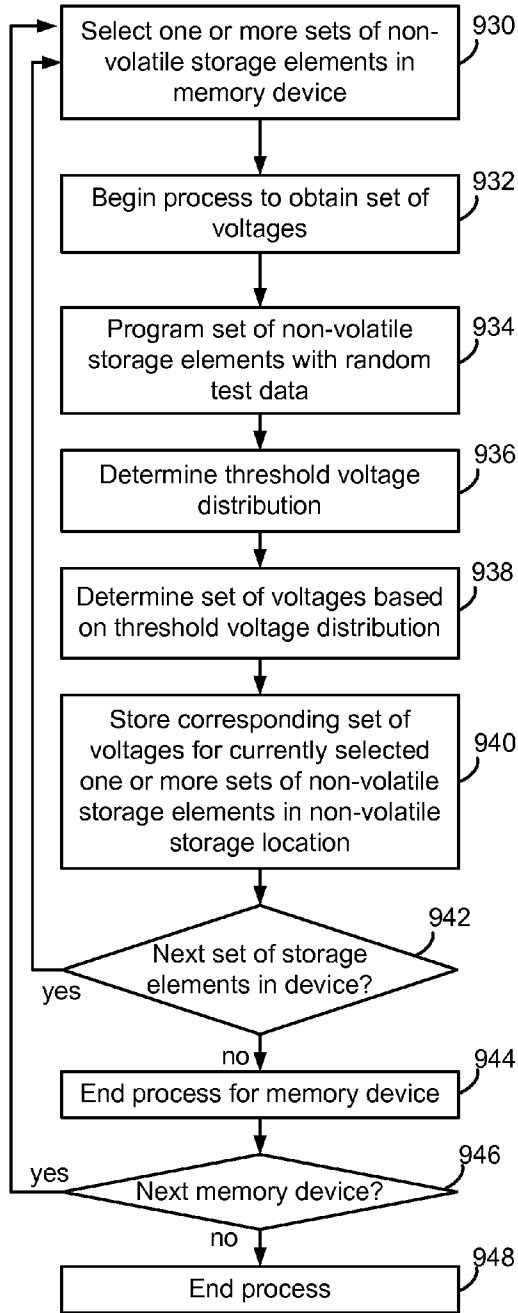 Select one or more sets of non-
volatile storage elements in
memory device
930
Begin process to obtain set of
voltages
932
Program set of non-volatile
storage elements with random
test data
934
Determine threshold voltage
distribution
936
Determine set of voltages based
on threshold voltage distribution
938
Store corresponding set of
voltages for currently selected
one or more sets of non-volatile
storage elements in non-volatile
storage location
940
Next set of storage
elements in device?
942
yes
no
End process for memory device
944
Next memory device?
946
yes
no
End process
948